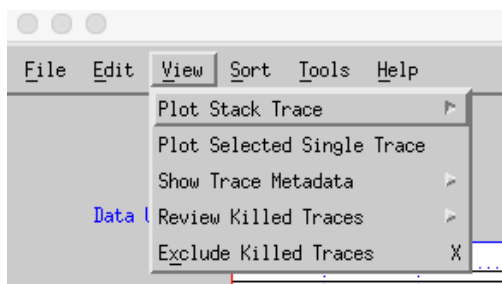 File Edit View Sort Tools Help
Plot Stack Trace
Plot Selected Single Trace
Show Trace Metadata
Data
Review Killed Traces
Exclude Killed Traces X